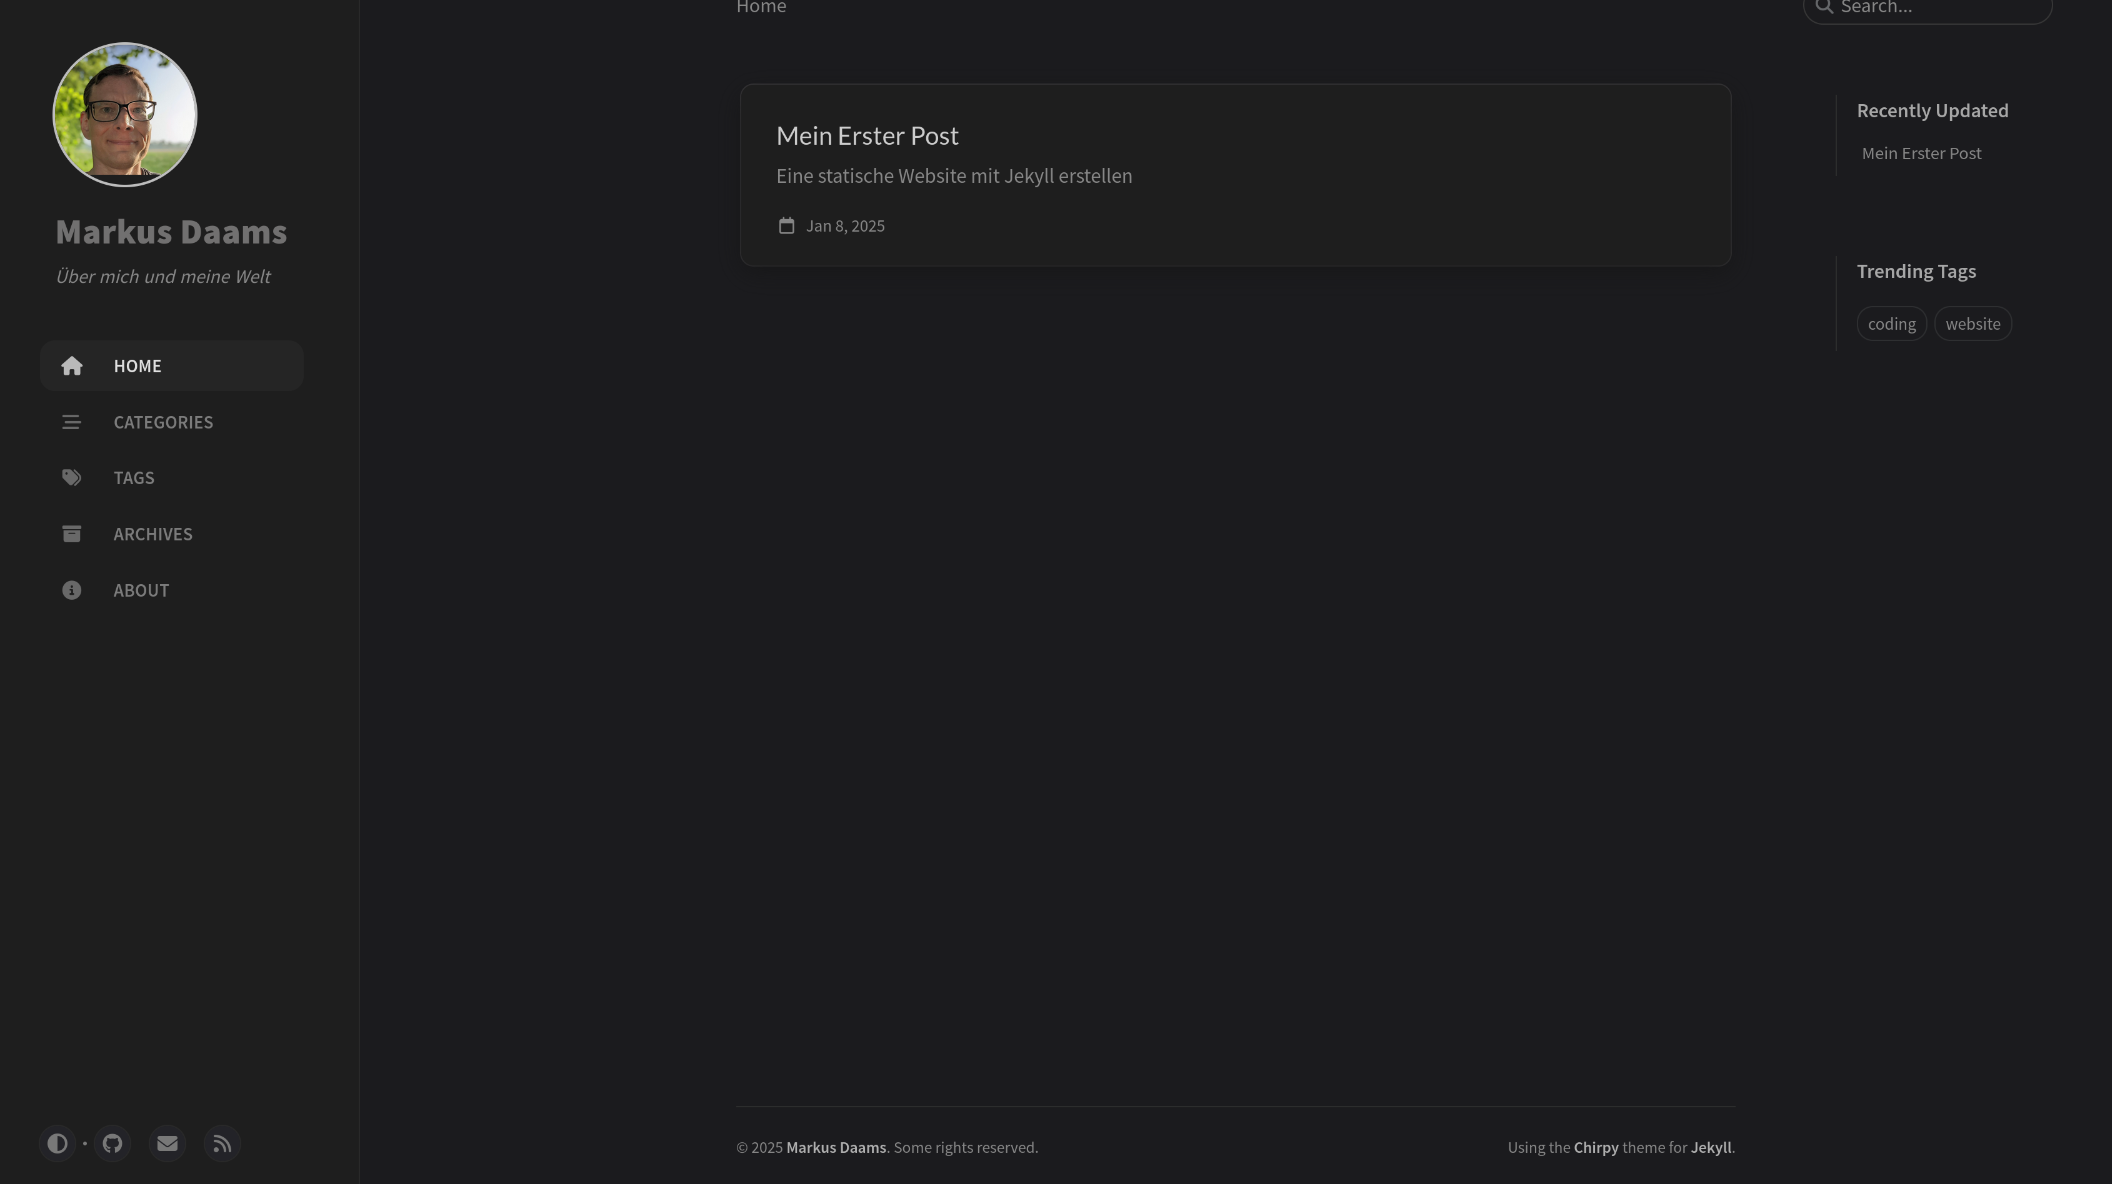 Home
Search...
Markus Daams
Über mich und meine Welt
HOME
CATEGORIES
TAGS
ARCHIVES
ABOUT
Mein Erster Post
Eine statische Website mit Jekyll erstellen
Jan 8, 2025
Recently Updated
Mein Erster Post
Trending Tags
coding
website
© 2025 Markus Daams. Some rights reserved.
Using the Chirpy theme for Jekyll.